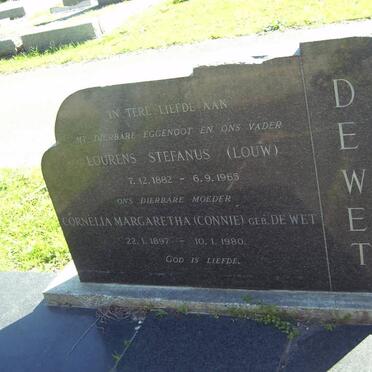 IN TERE LIEFDE AAN
MY DIERBARE EGGENOOT EN ONS VADER
LOURENS STEFANUS (LOUW)
7.12.1882 - 6.9.1963
ONS DIERBARE MOEDER
CORNELIA MARGARETHA (CONNIE) GEB. DE WET
22.1.1897 - 10.1.1980.
GOD IS LIEFDE.
DE WET